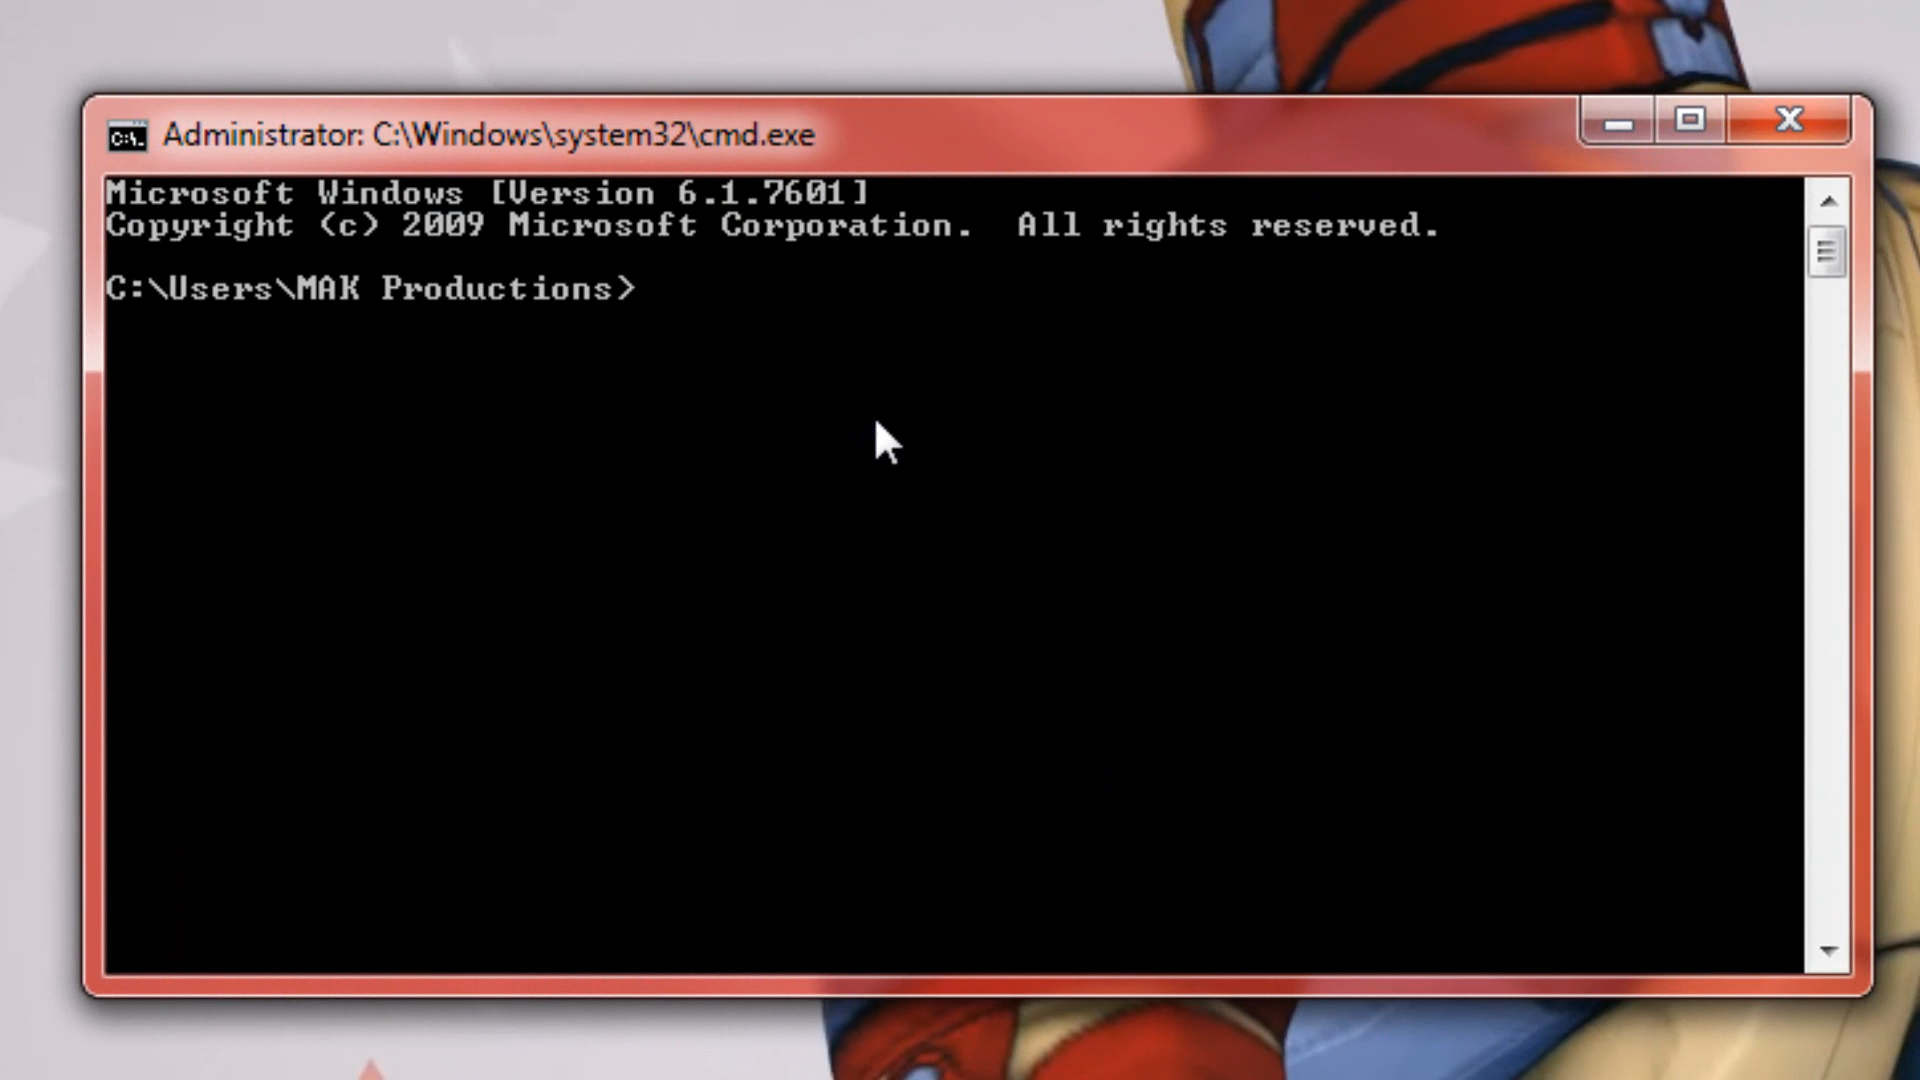 Administrator: C:\Windows\system32\cmd.exe
Microsoft Windows [Version 6.1.7601]
Copyright (c) 2009 Microsoft Corporation.  All rights reserved.
C:\Users\MAK Productions>